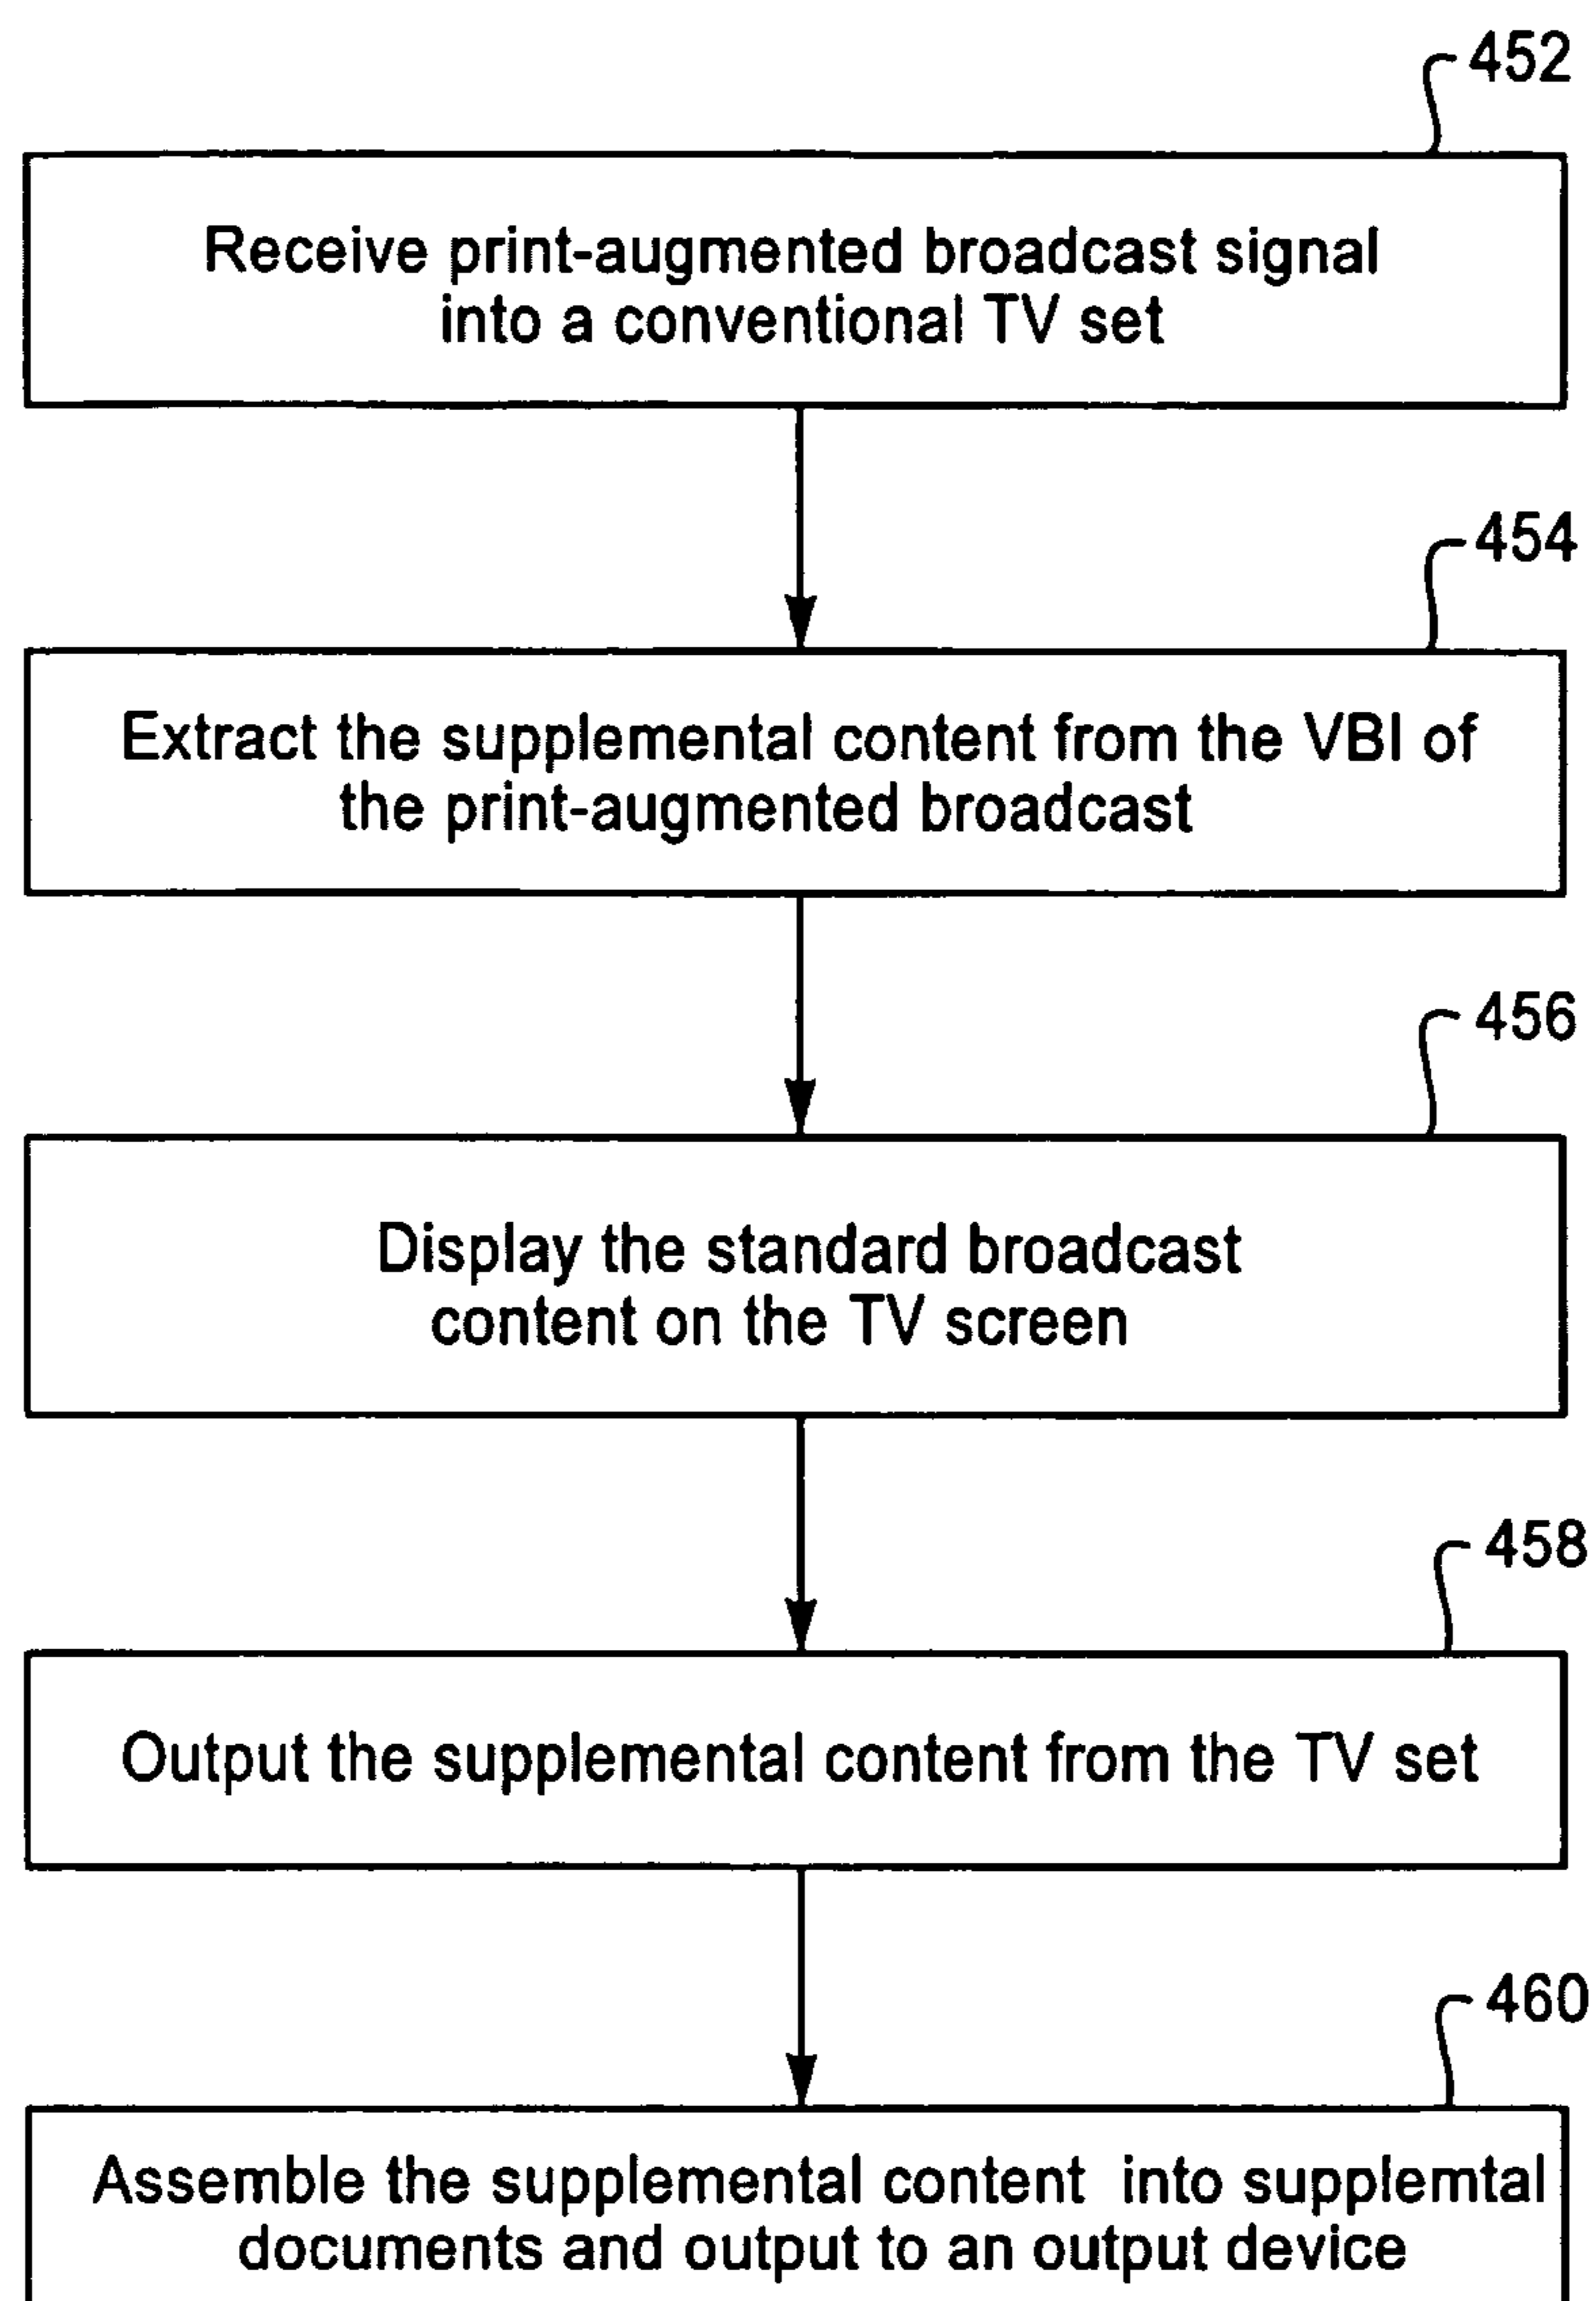 452
Receive print-augmented broadcast signal
into a conventional TV set
454
Extract the supplemental content from the VBI of
the print-augmented broadcast
456
Display the standard broadcast
content on the TV screen
458
Output the supplemental content from the TV set
460
Assemble the supplemental content into supplemtal
documents and output to an output device